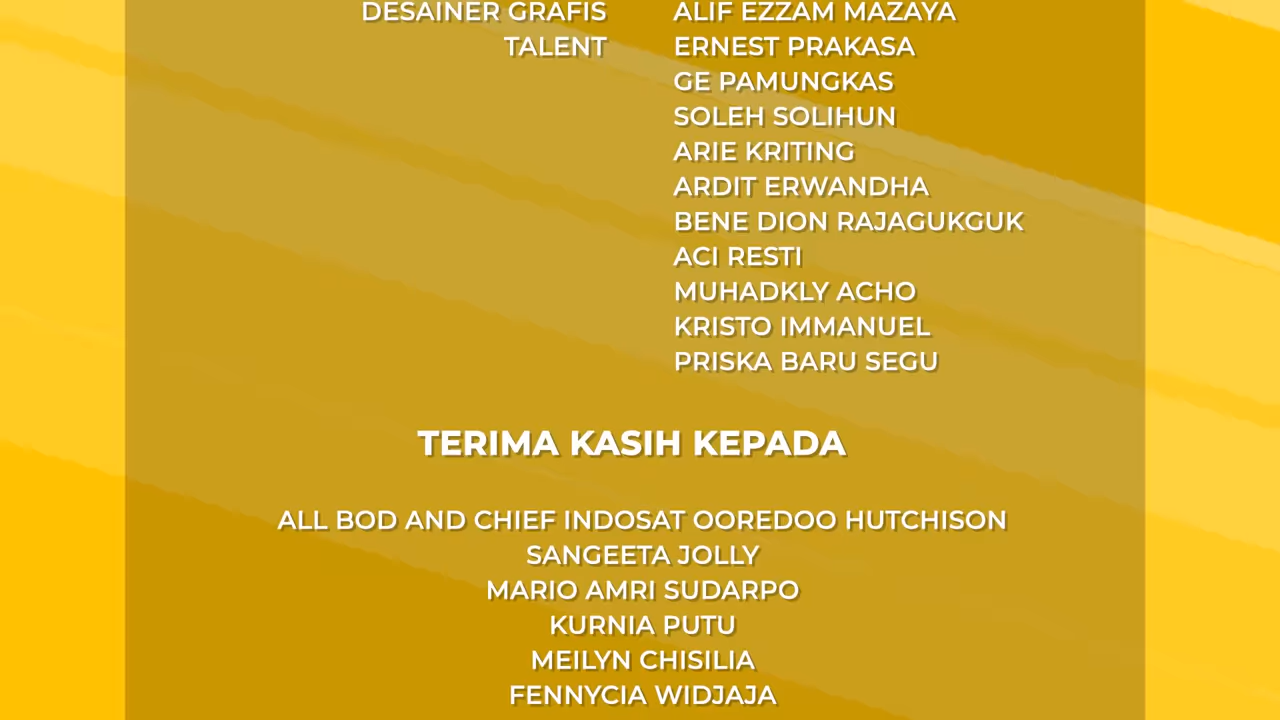 DESAINER GRAFIS ALIF EZZAM MAZAYA
TALENT ERNEST PRAKASA
GE PAMUNGKAS
SOLEH SOLIHUN
ARIE KRITING
ARDIT ERWANDHA
BENE DION RAJAGUKGUK
ACI RESTI
MUHADKLY ACHO
KRISTO IMMANUEL
PRISKA BARU SEGU
TERIMA KASIH KEPADA
ALL BOD AND CHIEF INDOSAT OOREDOO HUTCHISON
SANGEETA JOLLY
MARIO AMRI SUDARPO
KURNIA PUTU
MEILYN CHISILIA
FENNYCIA WIDJAJA